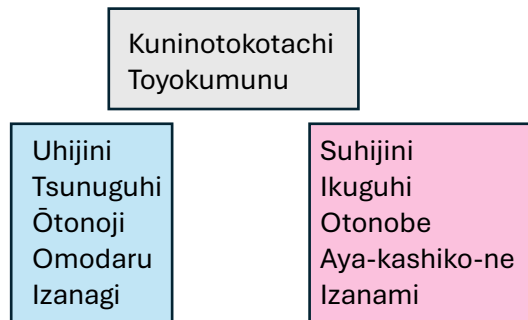 Kuninotokotachi
Toyokumunu
Uhijini
Tsunuguhi
Ōtonoji
Omodaru
Izanagi
Suhijini
Ikuguhi
Otonobe
Aya-kashiko-ne
Izanami